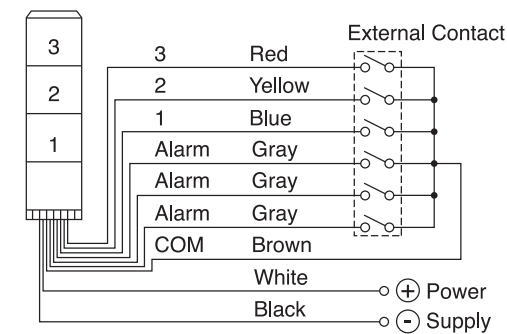 External Contact
3
2
1
3 Red
2 Yellow
1 Blue
Alarm Gray
Alarm Gray
Alarm Gray
COM Brown
White
+ Power
Black
- Supply